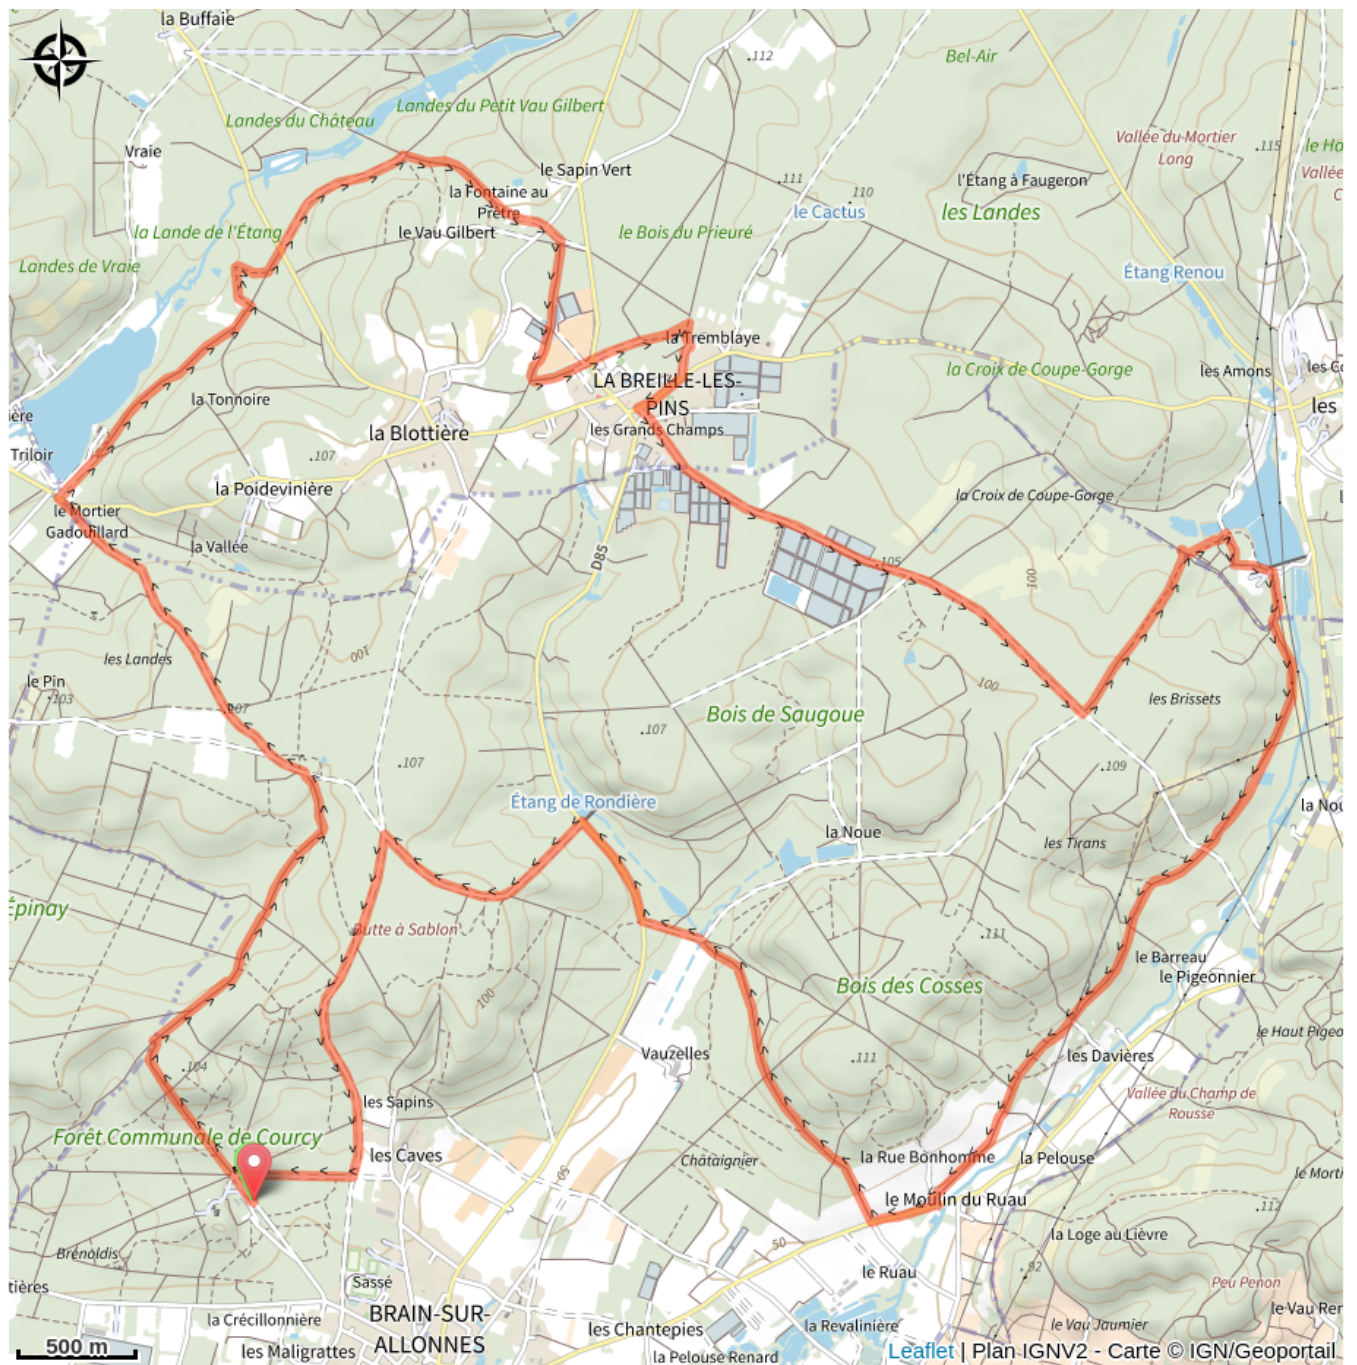 la Buffaie
.112
Bel-Air
Landes du Petit Vau Gilbert
Landes du Château
Vallée du Mortier
Long
.115
Vraie
le Sapin Vert
.111
.110
l'Étang à Faugeron
la Fontaine au
Prêtre
le Cactus
les Landes
la Lande de l'Étang
le Vau Gilbert
le Bois du Prieuré
Landes de Vraie
Étang Renou
la Tremblaye
la Croix de Coupe-Gorge
les Amons
LA BREILLE-LES-
PINS
les
la Tonnoire
la Blottière
les Grands Champs
Triloir
.107
la Poidevinière
la Croix de Coupe-Gorge
le Mortier
Gadouillard
la Vallée
D85
.105
100
les Landes
100
le Pin
.103
.107
100
les Brissets
Bois de Saugoue
.107
.107
.109
Étang de Rondière
la Noue
les Tirans
Épinay
Butte à Sablon
.111
le Barreau
le Pigeonnier
Bois des Cosses
100
.104
Vauzelles
.111
les Davières
les Sapins
Vallée du Champ de
Rousse
Forêt Communale de Courcy
les Caves
Châtaignier
la Rue Bonhomme
la Pelouse
50
le Moulin du Ruau
.112
la Loge au Lièvre
50
Brénoldis
le Ruau
.92
Sassé
Peu Penon
BRAIN-SUR-
ALLONNES
la Crécillonnière
les Chantepies
la Revalinière
le Vau Jaumier
500 m
les Maligrattes
la Pelouse Renard
Leaflet | Plan IGNV2 - Carte © IGN/Geoportail